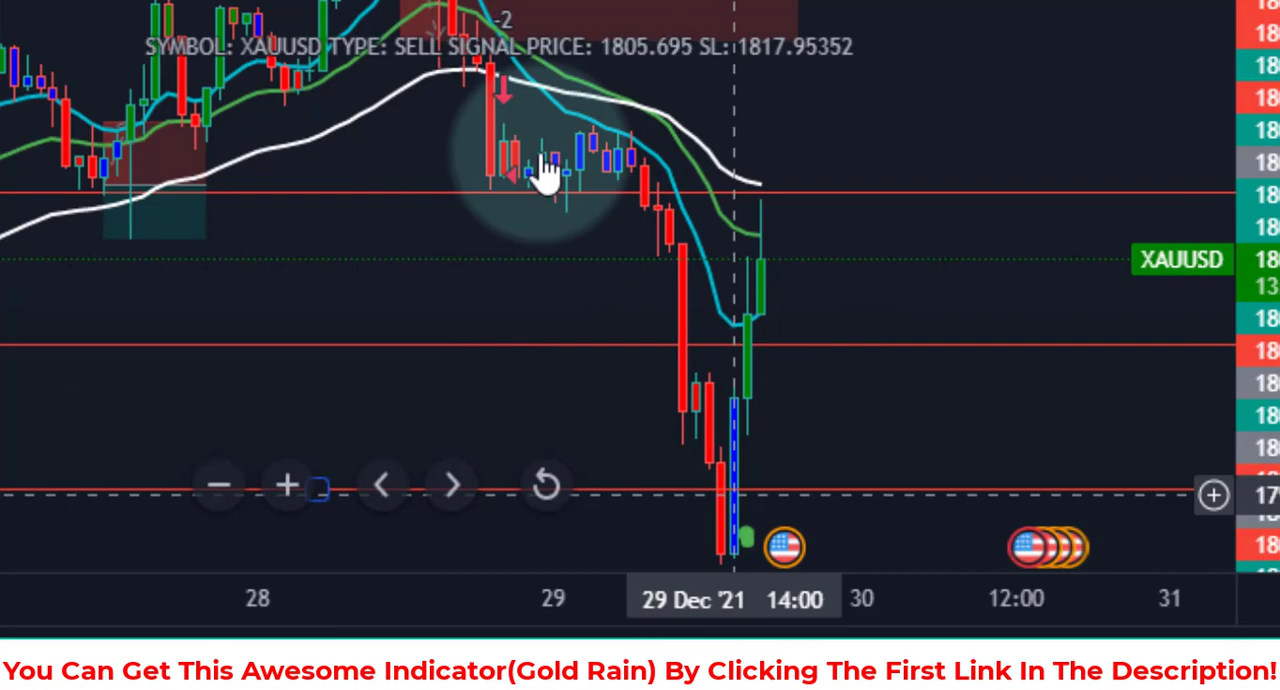 -2
SYMBOL: XAUUSD TYPE: SELL SIGNAL PRICE: 1805.695 SL: 1817.95352
XAUUSD
28
29
29 Dec '21 14:00
30
12:00
31
You Can Get This Awesome Indicator(Gold Rain) By Clicking The First Link In The Description!